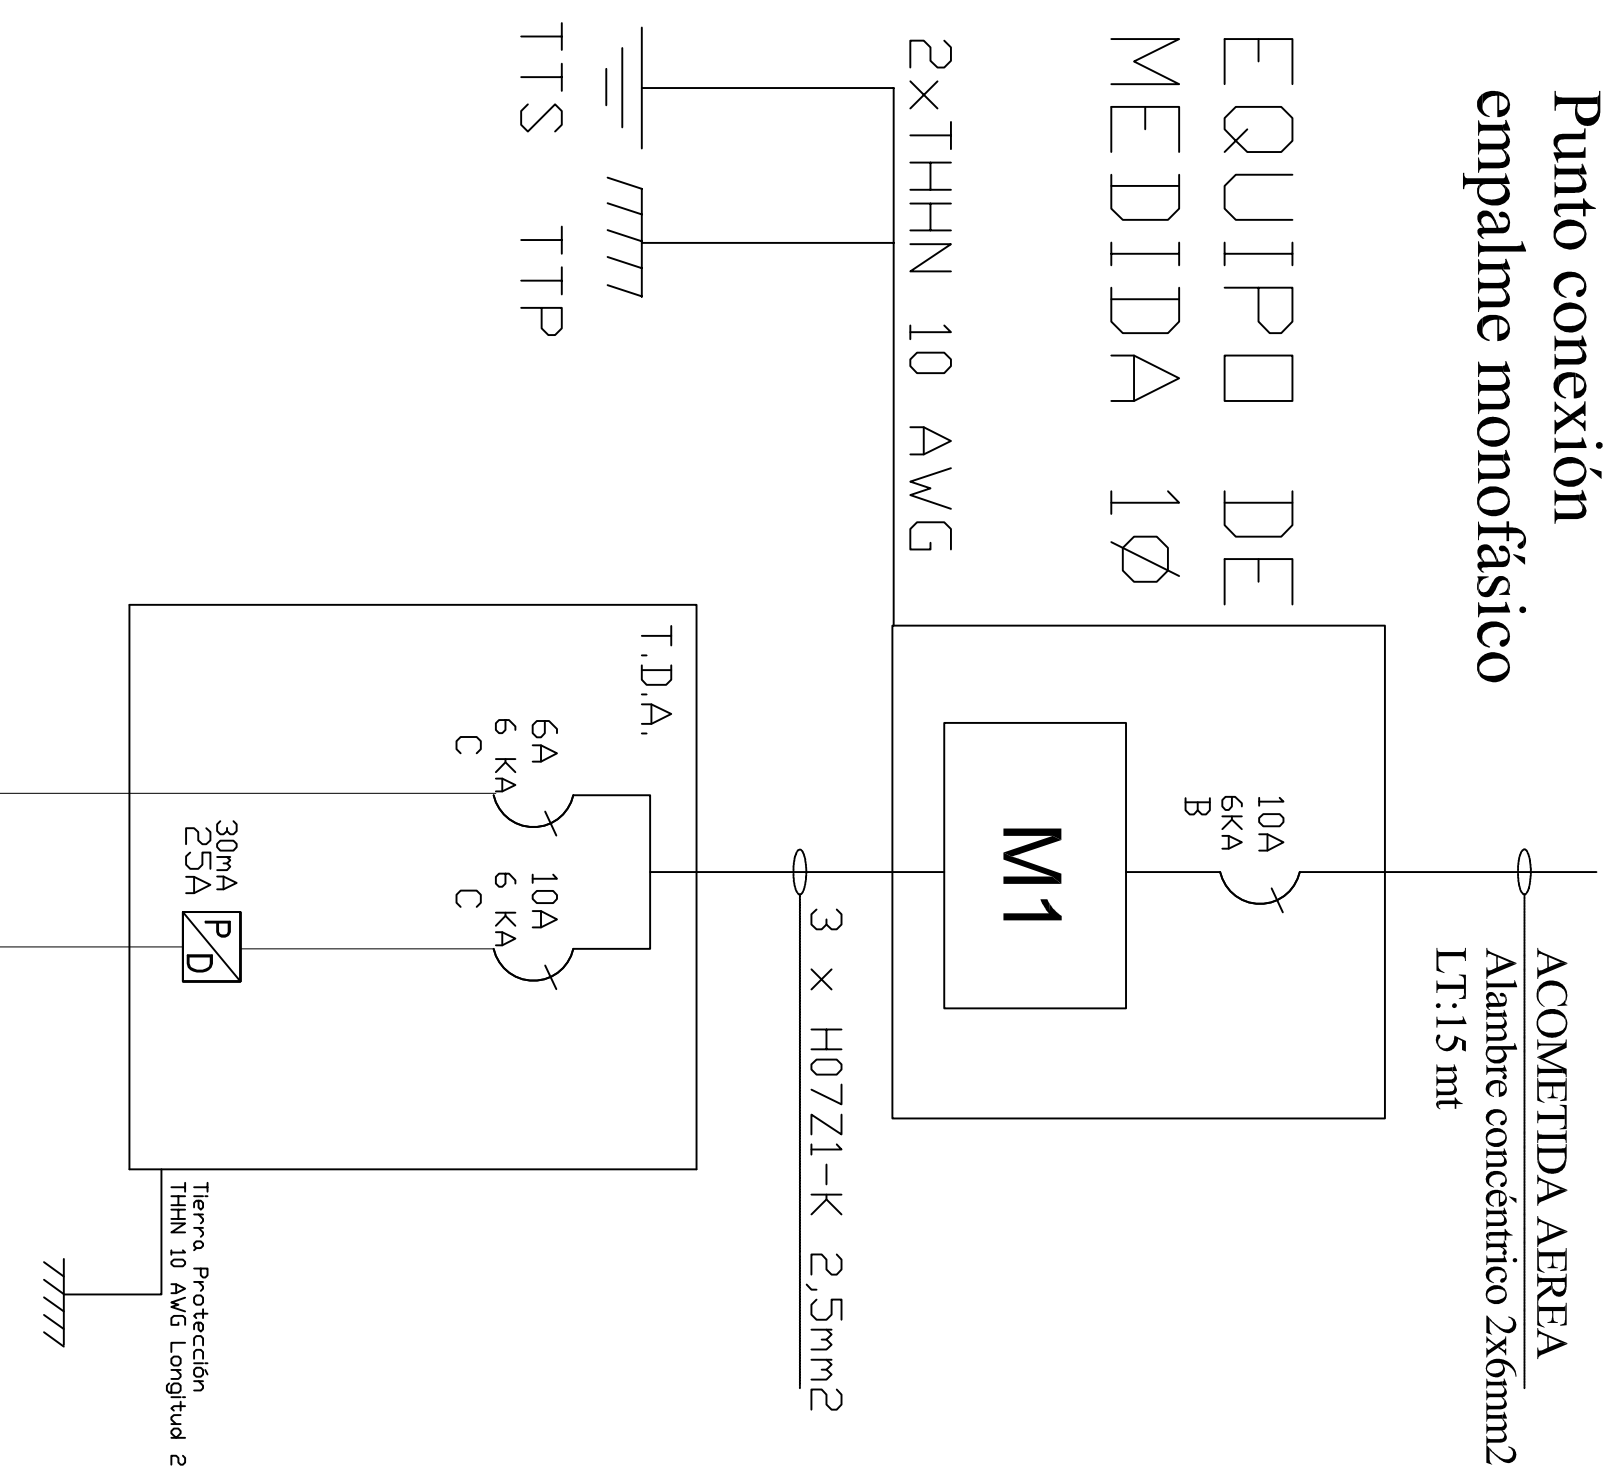 Punto conexión
empalme monofásico
ACOMETIDA AEREA
Alambre concéntrico 2x6mm2
LT:15 mt
EQUIPO DE
MEDIDA 1Ø
10A
6KA
B
M1
2xTHHN 10 AWG
TTS
TTP
3 x H07Z1-K 2,5mm2
T.D.A.
6A
6 KA
C
10A
6 KA
C
30mA
25A
P
D
Tierra Protección
THHN 10 AWG Longitud 2